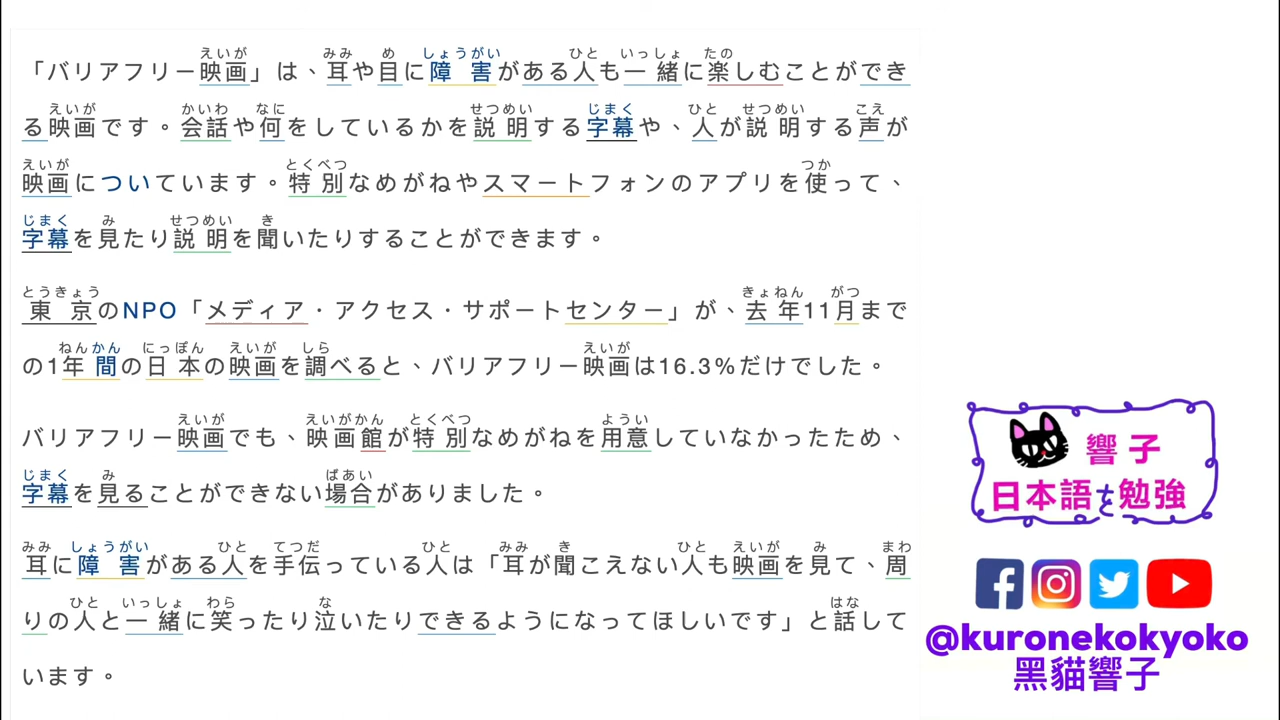 「バリアフリー映画」は、耳や目に障害がある人も一緒に楽しむことができ
る映画です。会話や何をしているかを説明する字幕や、人が説明する声が
映画についています。特別なめがねやスマートフォンのアプリを使って、
字幕を見たり説明を聞いたりすることができます。
東京のNPO「メディア・アクセス・サポートセンター」が、去年11月まで
の1年間の日本の映画を調べると、バリアフリー映画は16.3%だけでした。
バリアフリー映画でも、映画館が特別なめがねを用意していなかったため、
字幕を見ることができない場合がありました。
耳に障害がある人を手伝っている人は「耳が聞こえない人も映画を見て、周
りの人と一緒に笑ったり泣いたりできるようになってほしいです」と話して
います。
響子
日本語を勉強
@kuronekokyoko
黑貓響子